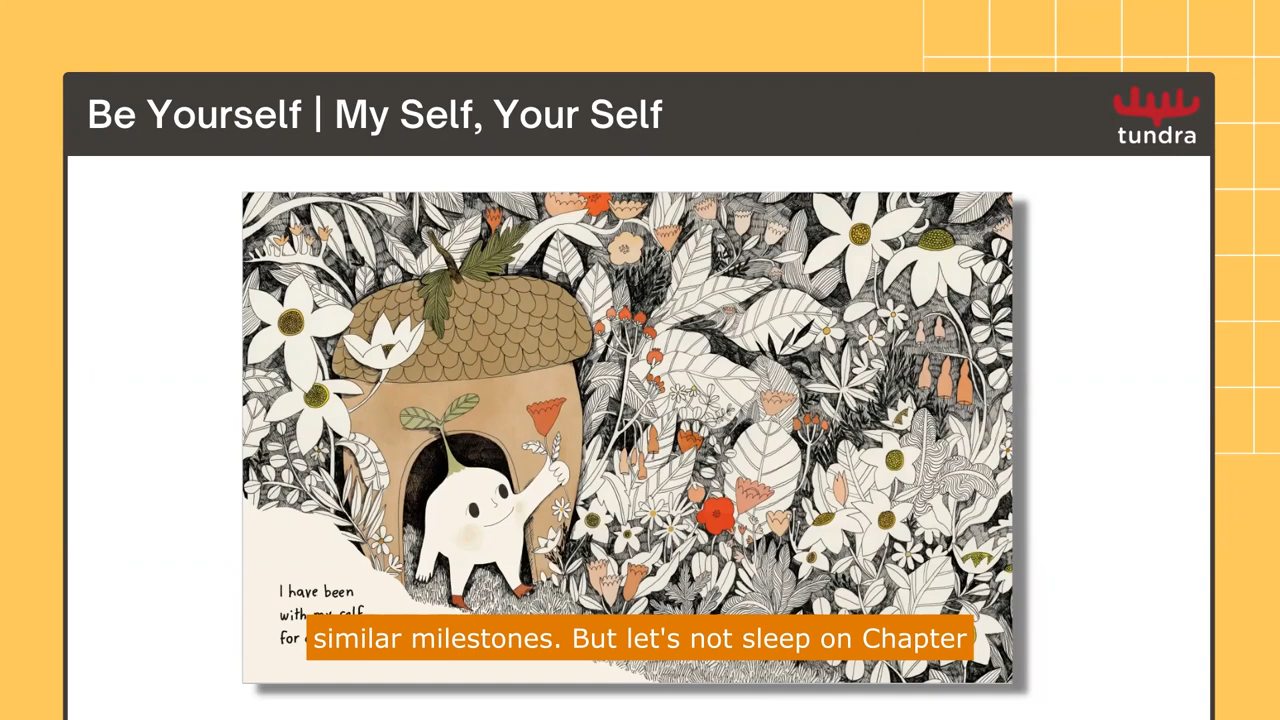 Be Yourself | My Self, Your Self
tundra
I have been
with my self
for
similar milestones. But let's not sleep on Chapter